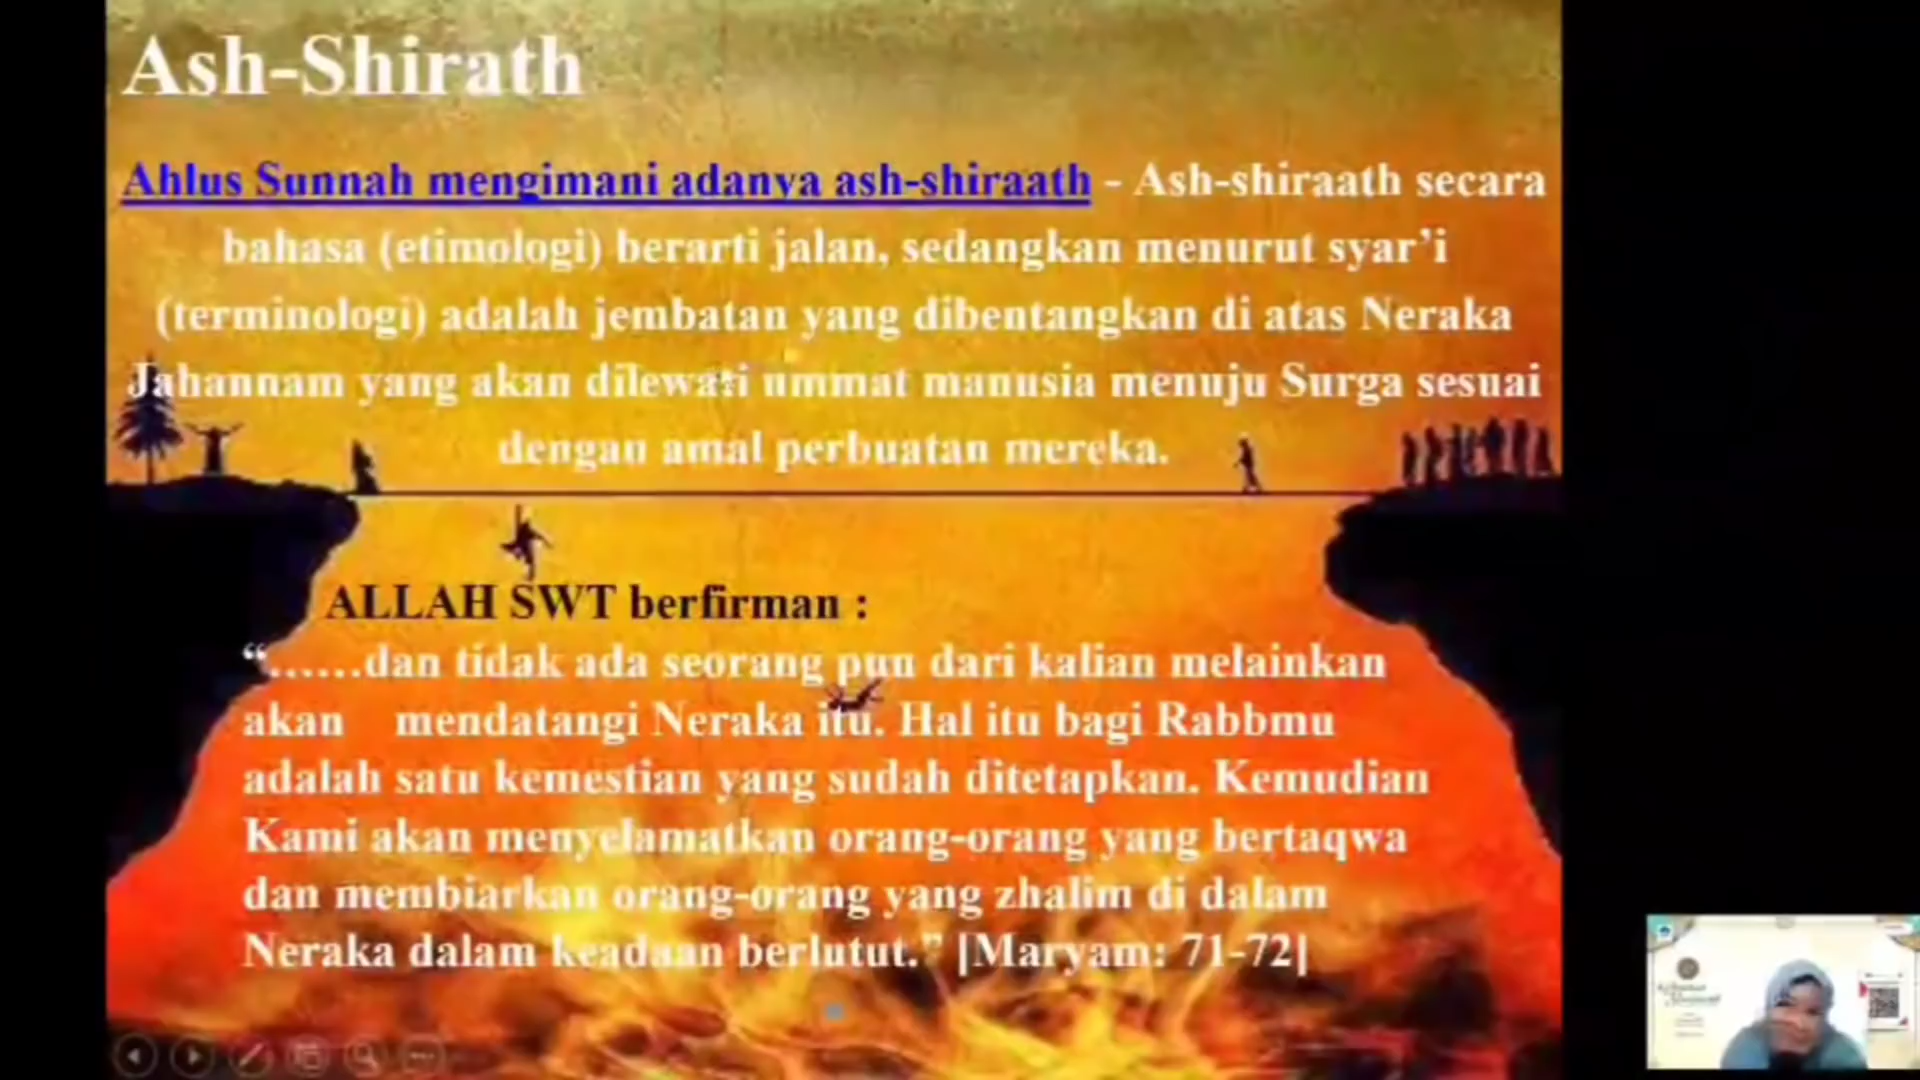 Ash-Shirath
Ahlus Sunnah mengimani adanya ash-shiraath - Ash-shiraath secara
bahasa (etimologi) berarti jalan, sedangkan menurut syar’i
(terminologi) adalah jembatan yang dibentangkan di atas Neraka
Jahannam yang akan dilewati ummat manusia menuju Surga sesuai
dengan amal perbuatan mereka.
ALLAH SWT berfirman :
“......dan tidak ada seorang pun dari kalian melainkan
akan mendatangi Neraka itu. Hal itu bagi Rabbmu
adalah satu kemestian yang sudah ditetapkan. Kemudian
Kami akan menyelamatkan orang-orang yang bertaqwa
dan membiarkan orang-orang yang zhalim di dalam
Neraka dalam keadaan berlutut.” [Maryam: 71-72]